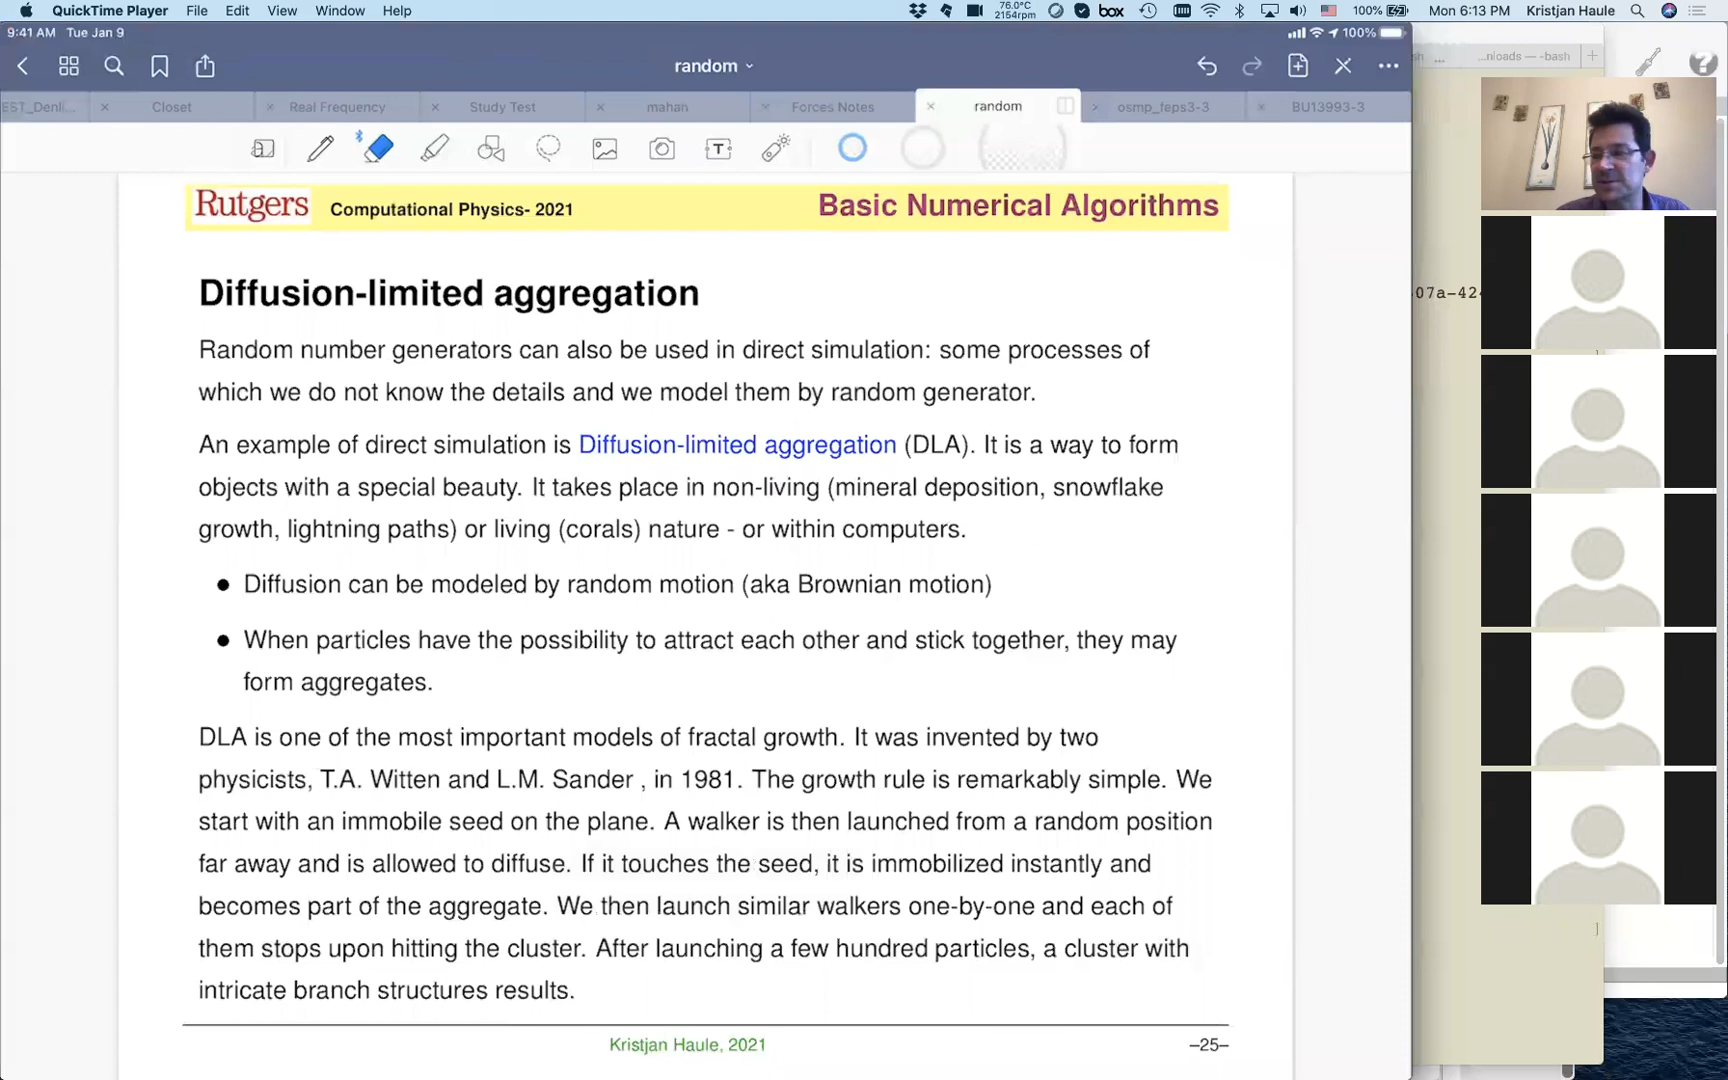 QuickTime Player File Edit View Window Help 76.0°C 2154rpm box 100% Mon 6:13 PM Kristjan Haule
9:41 AM Tue Jan 9 100%
random
nloads — -bash
EST_Denli... Closet Real Frequency Study Test mahan Forces Notes random osmp_feps3-3 BU13993-3
T
Rutgers Computational Physics- 2021 Basic Numerical Algorithms
Diffusion-limited aggregation
07a-42
Random number generators can also be used in direct simulation: some processes of
which we do not know the details and we model them by random generator.
An example of direct simulation is Diffusion-limited aggregation (DLA). It is a way to form
objects with a special beauty. It takes place in non-living (mineral deposition, snowflake
growth, lightning paths) or living (corals) nature - or within computers.
● Diffusion can be modeled by random motion (aka Brownian motion)
● When particles have the possibility to attract each other and stick together, they may
form aggregates.
DLA is one of the most important models of fractal growth. It was invented by two
physicists, T.A. Witten and L.M. Sander , in 1981. The growth rule is remarkably simple. We
start with an immobile seed on the plane. A walker is then launched from a random position
far away and is allowed to diffuse. If it touches the seed, it is immobilized instantly and
becomes part of the aggregate. We then launch similar walkers one-by-one and each of
them stops upon hitting the cluster. After launching a few hundred particles, a cluster with
intricate branch structures results.
Kristjan Haule, 2021 –25–